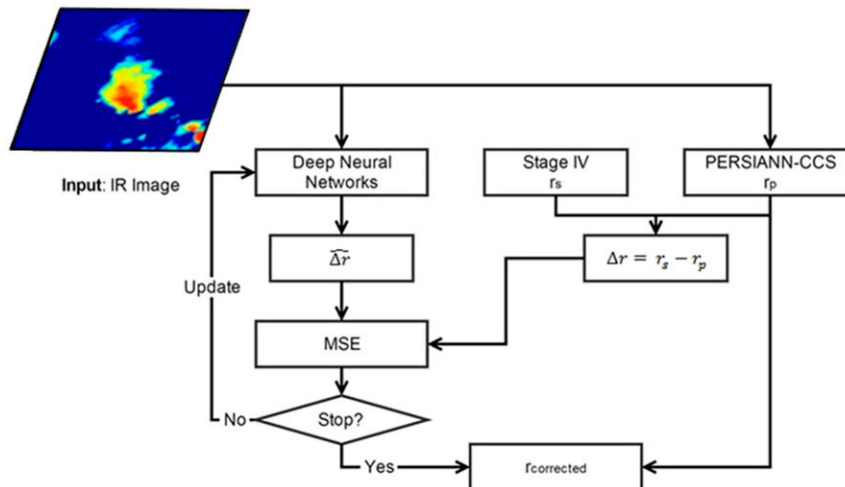 Input: IR Image
Deep Neural
Networks
Stage IV
rs
PERSIANN-CCS
rp
Δr̂
Δr = rs − rp
Update
MSE
No
Stop?
Yes
rcorrected